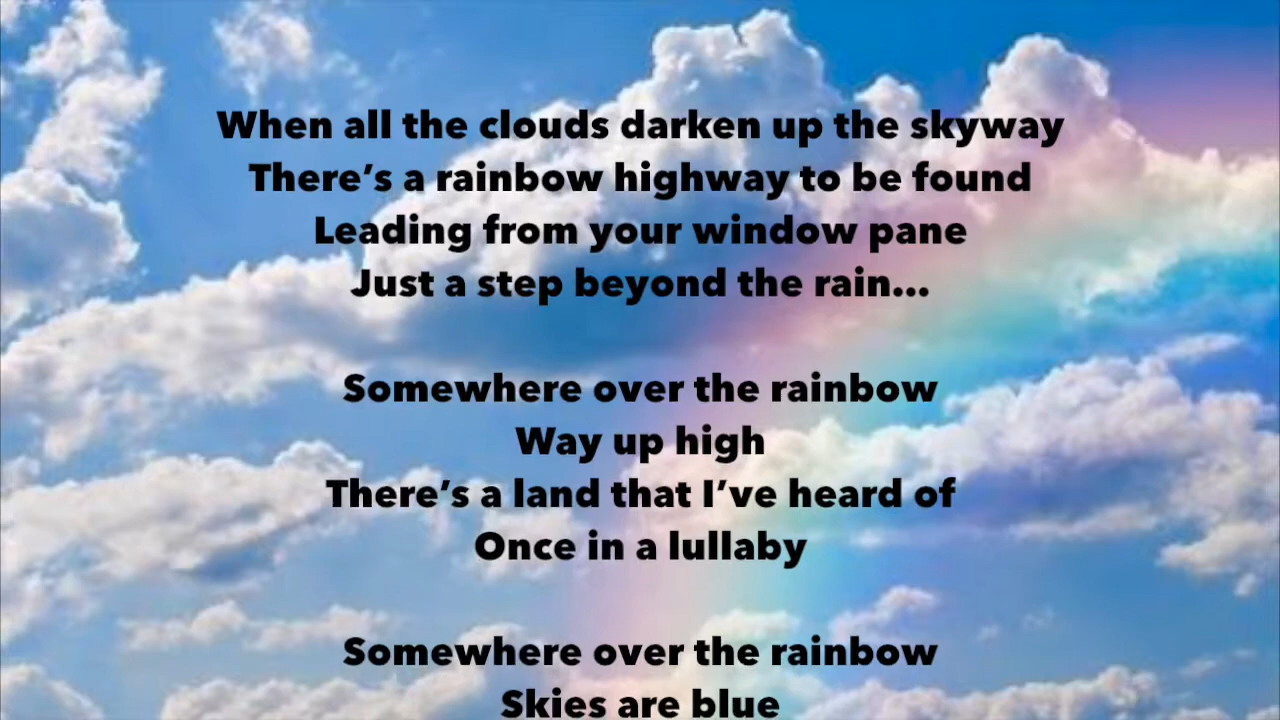 When all the clouds darken up the skyway
There’s a rainbow highway to be found
Leading from your window pane
Just a step beyond the rain...
Somewhere over the rainbow
Way up high
There’s a land that I’ve heard of
Once in a lullaby
Somewhere over the rainbow
Skies are blue